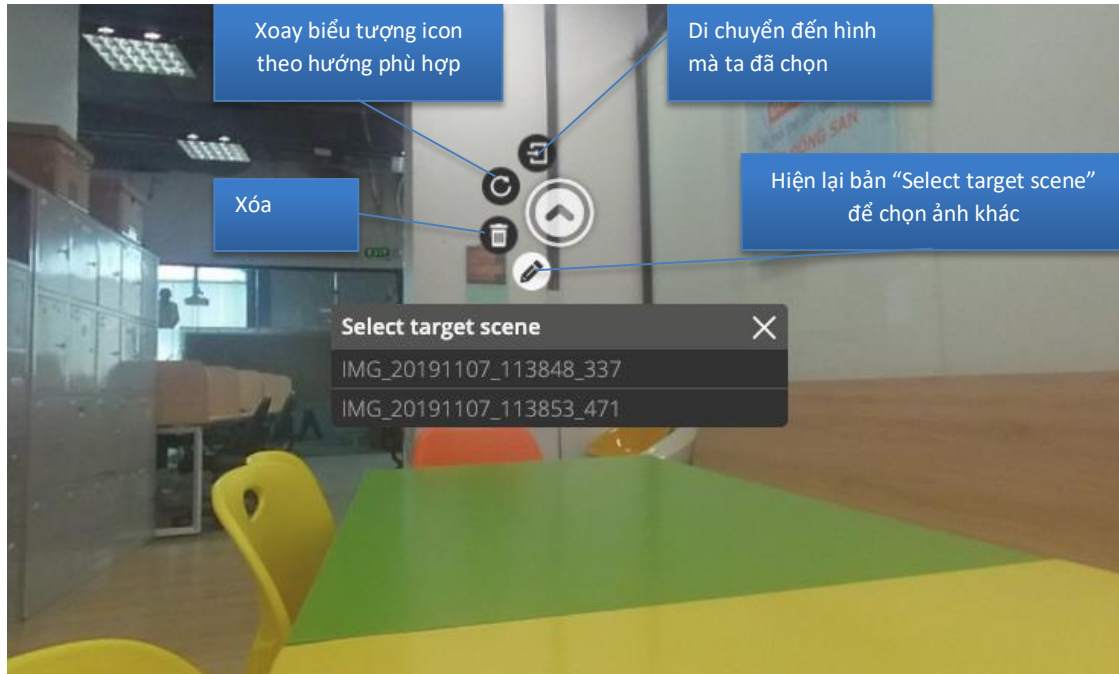 Xoay biểu tượng icon
theo hướng phù hợp
Di chuyển đến hình
mà ta đã chọn
Xóa
Hiện lại bản “Select target scene”
để chọn ảnh khác
EXIT
Select target scene
IMG_20191107_113848_337
IMG_20191107_113853_471